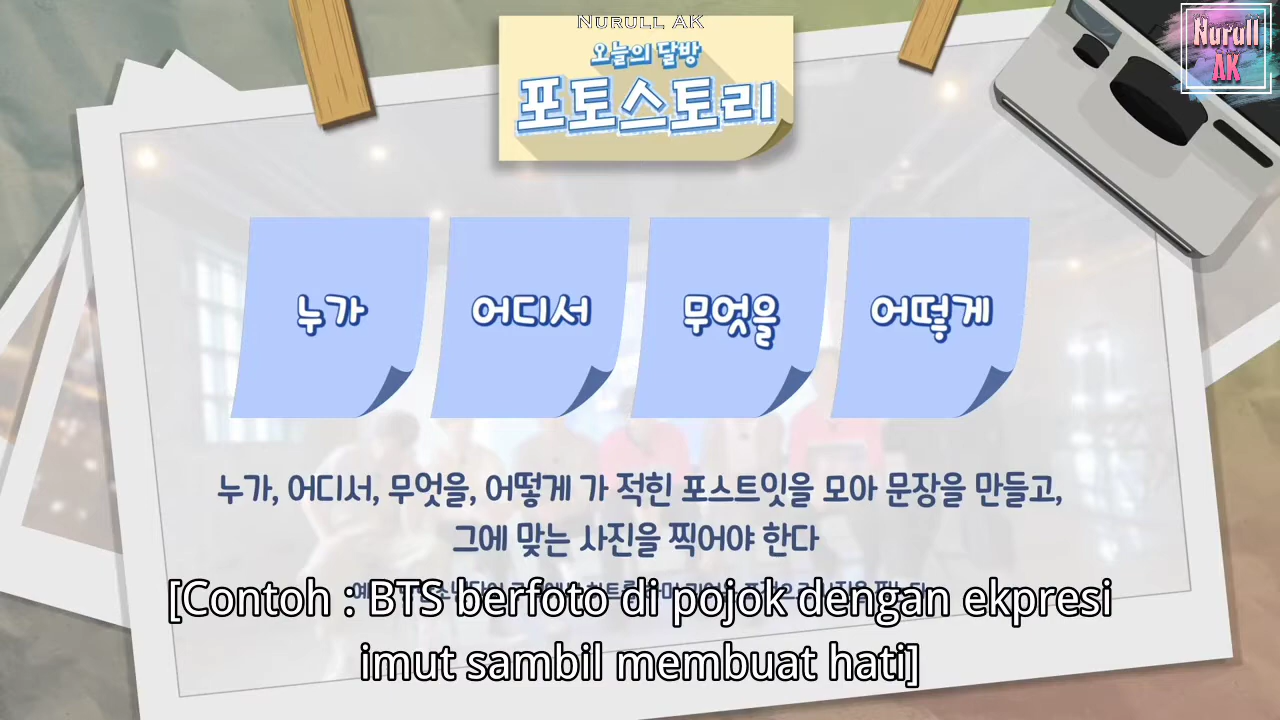 NURULL AK
Nurull
AK
오늘의 달방
포토스토리
누가
어디서
무엇을
어떻게
누가, 어디서, 무엇을, 어떻게 가 적힌 포스트잇을 모아 문장을 만들고,
그에 맞는 사진을 찍어야 한다
[Contoh : BTS berfoto di pojok dengan ekpresi
imut sambil membuat hati]